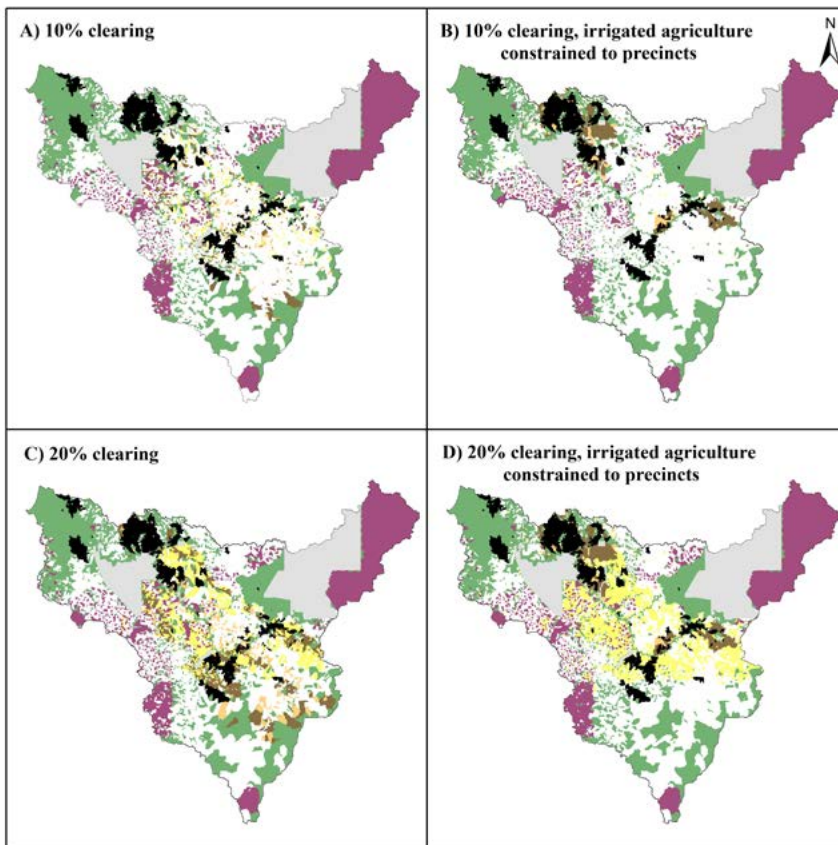 A) 10% clearing
B) 10% clearing, irrigated agriculture
constrained to precincts
N
C) 20% clearing
D) 20% clearing, irrigated agriculture
constrained to precincts